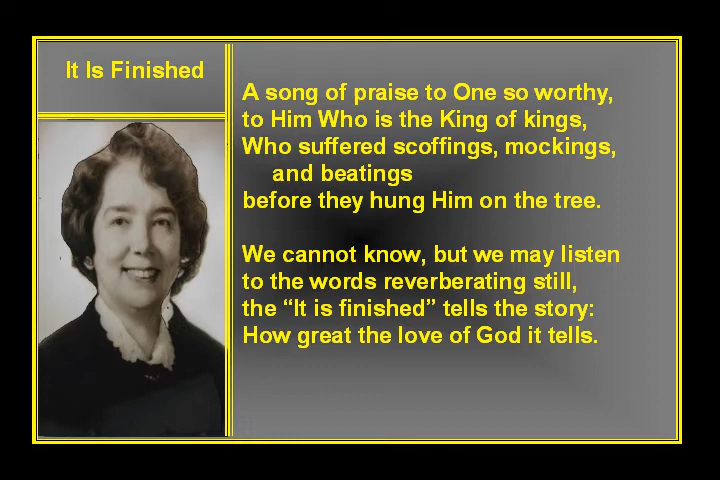 It Is Finished
A song of praise to One so worthy,
to Him Who is the King of kings,
Who suffered scoffings, mockings,
and beatings
before they hung Him on the tree.
We cannot know, but we may listen
to the words reverberating still,
the “It is finished” tells the story:
How great the love of God it tells.